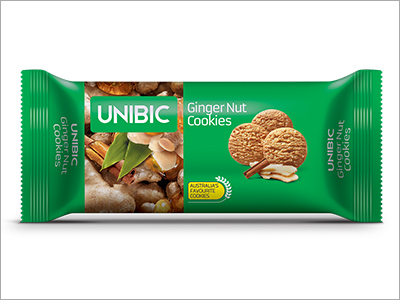 UNIBIC
Ginger Nut
Cookies
AUSTRALIA'S
FAVOURITE
COOKIES
UNIBIC
Ginger Nut
Cookies
UNIBIC
Ginger Nut
Cookies